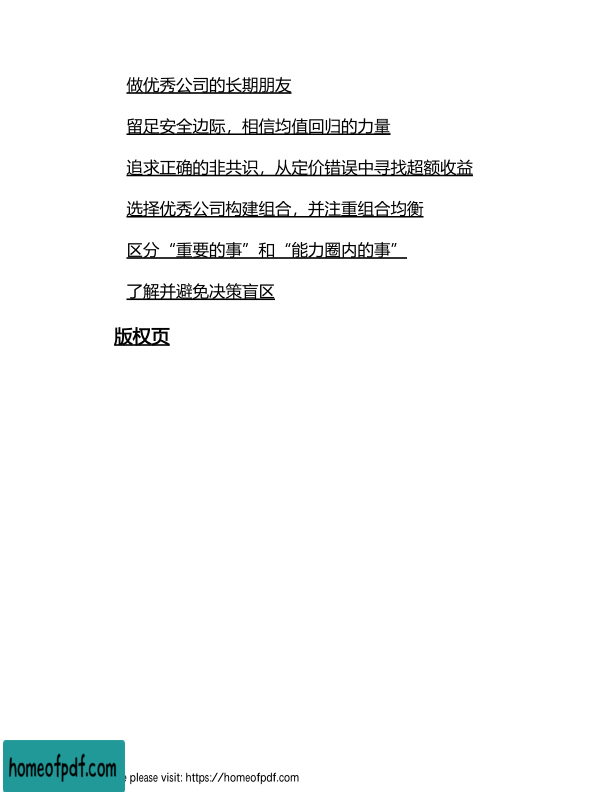 做优秀公司的长期朋友
留足安全边际，相信均值回归的力量
追求正确的非共识，从定价错误中寻找超额收益
选择优秀公司构建组合，并注重组合均衡
区分“重要的事”和“能力圈内的事”
了解并避免决策盲区
版权页
homeofpdf.com
please visit: https://homeofpdf.com